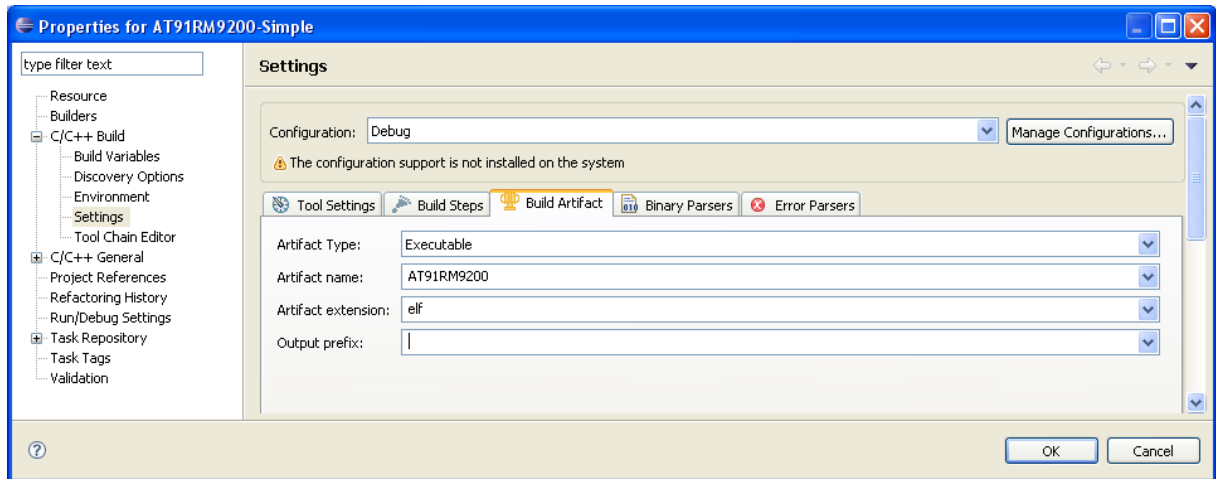 Properties for AT91RM9200-Simple
type filter text
Settings
Resource
Builders
C/C++ Build
Build Variables
Discovery Options
Environment
Settings
Tool Chain Editor
C/C++ General
Project References
Refactoring History
Run/Debug Settings
Task Repository
Task Tags
Validation
Configuration: Debug Manage Configurations...
The configuration support is not installed on the system
Tool Settings Build Steps Build Artifact 010 Binary Parsers Error Parsers
Artifact Type: Executable
Artifact name: AT91RM9200
Artifact extension: elf
Output prefix:
? OK Cancel